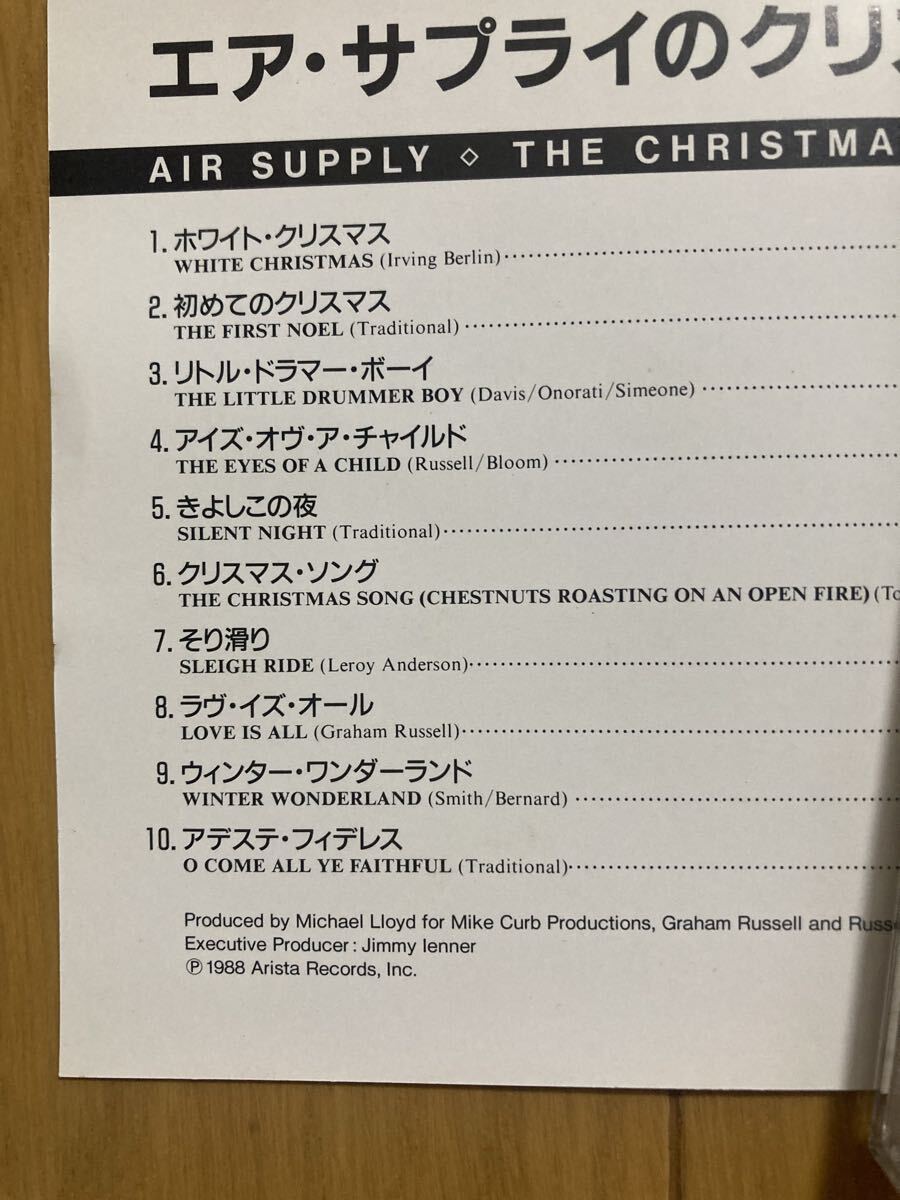 エア・サプライのクリス
AIR SUPPLY ◇ THE CHRISTMA
1. ホワイト・クリスマス
WHITE CHRISTMAS (Irving Berlin)
2. 初めてのクリスマス
THE FIRST NOEL (Traditional)
3. リトル・ドラマー・ボーイ
THE LITTLE DRUMMER BOY (Davis/Onorati/Simeone)
4. アイズ・オヴ・ア・チャイルド
THE EYES OF A CHILD (Russell/Bloom)
5. きよしこの夜
SILENT NIGHT (Traditional)
6. クリスマス・ソング
THE CHRISTMAS SONG (CHESTNUTS ROASTING ON AN OPEN FIRE) (To
7. そり滑り
SLEIGH RIDE (Leroy Anderson)
8. ラヴ・イズ・オール
LOVE IS ALL (Graham Russell)
9. ウィンター・ワンダーランド
WINTER WONDERLAND (Smith/Bernard)
10. アデステ・フィデレス
O COME ALL YE FAITHFUL (Traditional)
Produced by Michael Lloyd for Mike Curb Productions, Graham Russell and Russe
Executive Producer : Jimmy Ienner
℗ 1988 Arista Records, Inc.